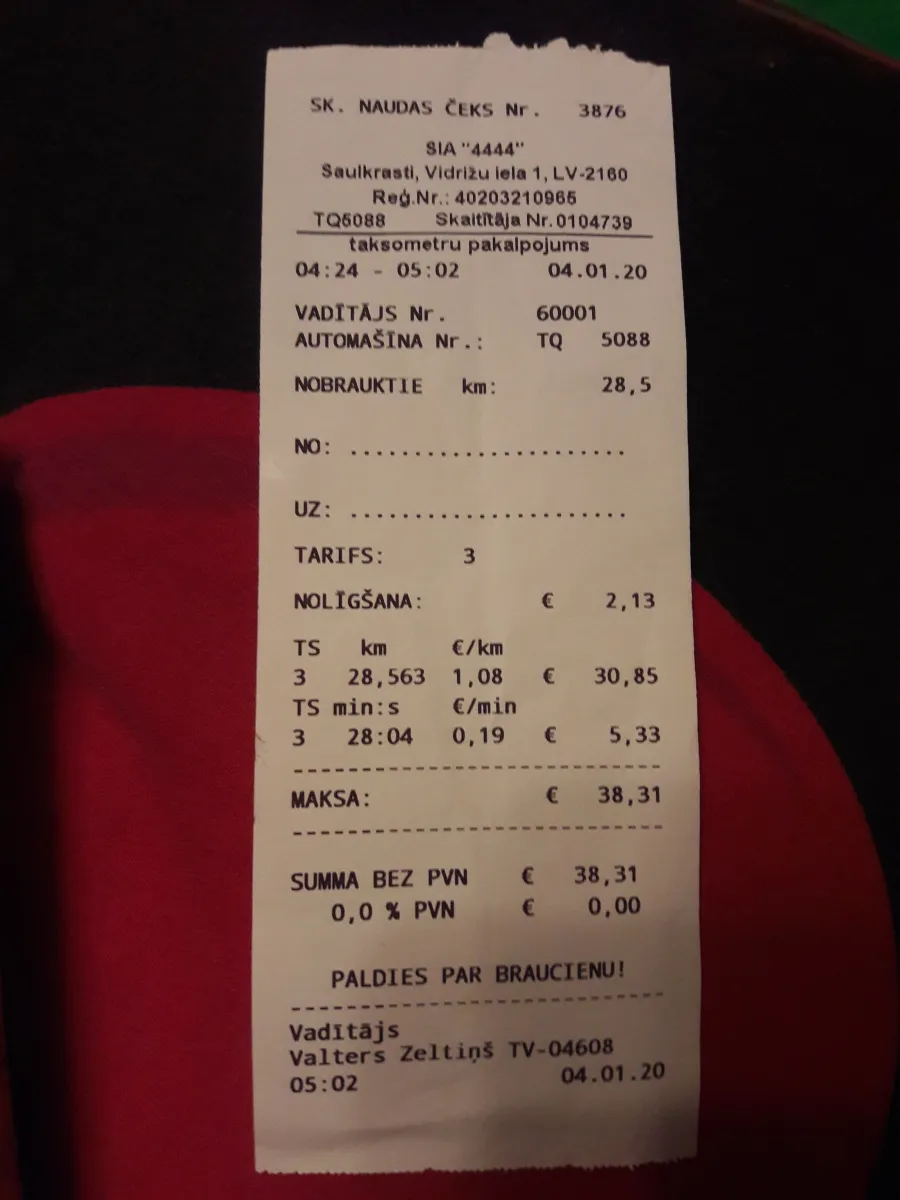 SK. NAUDAS ČEKS Nr. 3876
SIA "4444"
Saulkrasti, Vidrižu iela 1, LV-2160
Reģ.Nr.: 40203210965
TQ5088 Skaitītāja Nr.0104739
taksometru pakalpojums
04:24 - 05:02 04.01.20
VADĪTĀJS Nr. 60001
AUTOMAŠĪNA Nr.: TQ 5088
NOBRAUKTIE km: 28,5
NO: ......................
UZ: ......................
TARIFS: 3
NOLĪGŠANA: € 2,13
TS km €/km
3 28,563 1,08 € 30,85
TS min:s €/min
3 28:04 0,19 € 5,33
-----------------------------
MAKSA: € 38,31
-----------------------------
SUMMA BEZ PVN € 38,31
0,0 % PVN € 0,00
PALDIES PAR BRAUCIENU!
-----------------------------
Vadītājs
Valters Zeltiņš TV-04608
05:02 04.01.20